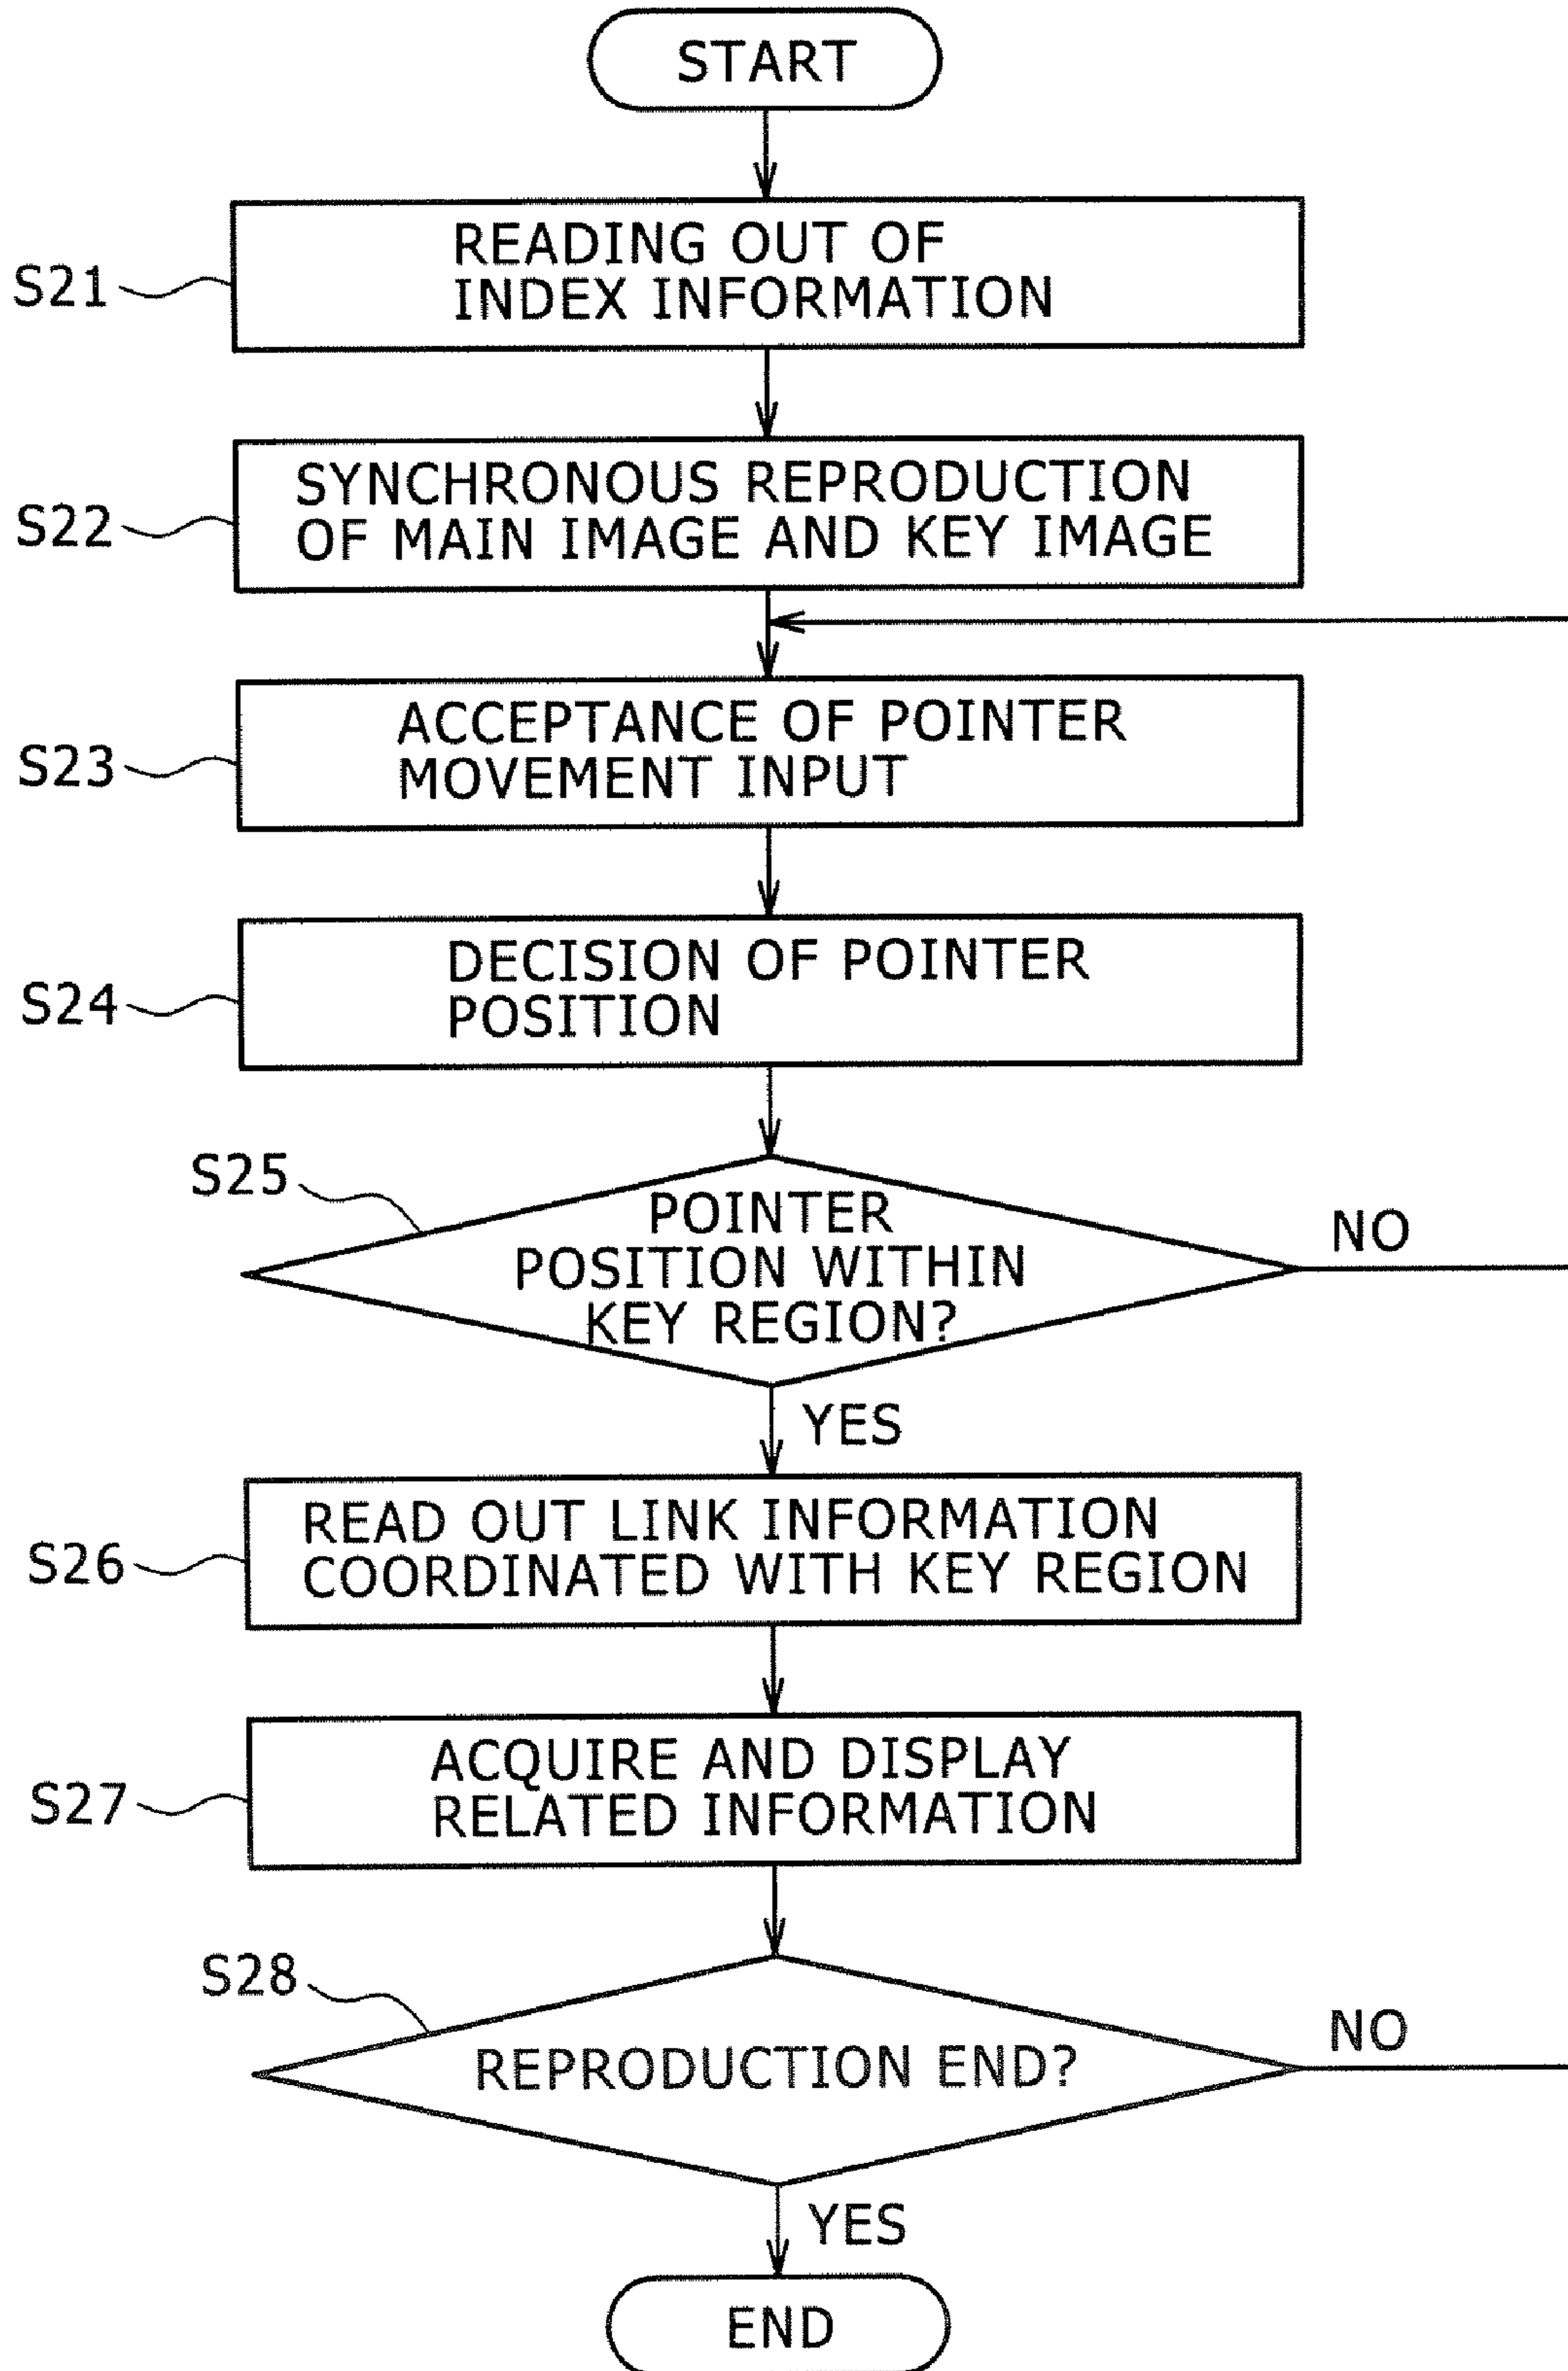 START
S21
READING OUT OF
INDEX INFORMATION
S22
SYNCHRONOUS REPRODUCTION
OF MAIN IMAGE AND KEY IMAGE
S23
ACCEPTANCE OF POINTER
MOVEMENT INPUT
S24
DECISION OF POINTER
POSITION
S25
POINTER
POSITION WITHIN
KEY REGION?
NO
YES
S26
READ OUT LINK INFORMATION
COORDINATED WITH KEY REGION
S27
ACQUIRE AND DISPLAY
RELATED INFORMATION
S28
REPRODUCTION END?
NO
YES
END